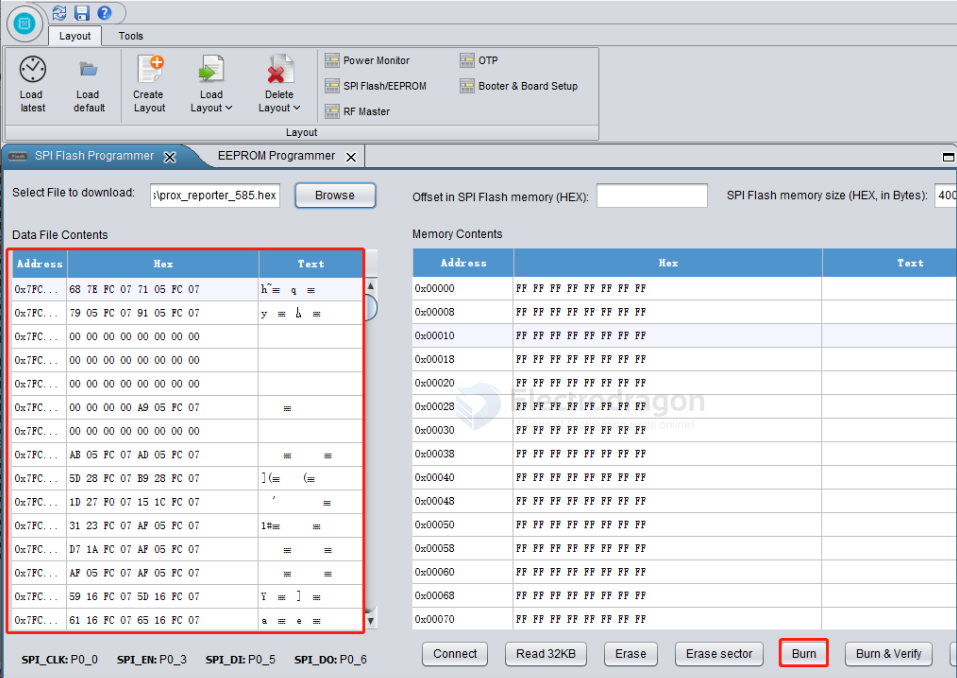 Layout Tools
Load latest
Load default
Create Layout
Load Layout
Delete Layout
Power Monitor
SPI Flash/EEPROM
RF Master
OTP
Booter & Board Setup
Layout
SPI Flash Programmer
EEPROM Programmer
Select File to download: \prox_reporter_585.hex Browse
Offset in SPI Flash memory (HEX): SPI Flash memory size (HEX, in Bytes): 400
Data File Contents
Address Hex Text
0x7FC... 68 7E FC 07 71 05 FC 07 h~ q
0x7FC... 79 05 FC 07 91 05 FC 07 y
0x7FC... 00 00 00 00 00 00 00 00
0x7FC... 00 00 00 00 00 00 00 00
0x7FC... 00 00 00 00 00 00 00 00
0x7FC... 00 00 00 00 A9 05 FC 07
0x7FC... 00 00 00 00 00 00 00 00
0x7FC... AB 05 FC 07 AD 05 FC 07
0x7FC... 5D 28 FC 07 B9 28 FC 07 ]( (
0x7FC... 1D 27 F0 07 15 1C FC 07 '
0x7FC... 31 23 FC 07 AF 05 FC 07 1#
0x7FC... D7 1A FC 07 AF 05 FC 07
0x7FC... AF 05 FC 07 AF 05 FC 07
0x7FC... 59 16 FC 07 5D 16 FC 07 Y ]
0x7FC... 61 16 FC 07 65 16 FC 07 a e
Memory Contents
Address Hex Text
0x00000 FF FF FF FF FF FF FF FF
0x00008 FF FF FF FF FF FF FF FF
0x00010 FF FF FF FF FF FF FF FF
0x00018 FF FF FF FF FF FF FF FF
0x00020 FF FF FF FF FF FF FF FF
0x00028 FF FF FF FF FF FF FF FF
0x00030 FF FF FF FF FF FF FF FF
0x00038 FF FF FF FF FF FF FF FF
0x00040 FF FF FF FF FF FF FF FF
0x00048 FF FF FF FF FF FF FF FF
0x00050 FF FF FF FF FF FF FF FF
0x00058 FF FF FF FF FF FF FF FF
0x00060 FF FF FF FF FF FF FF FF
0x00068 FF FF FF FF FF FF FF FF
0x00070 FF FF FF FF FF FF FF FF
Electrodragon
SPI_CLK: P0_0 SPI_EN: P0_3 SPI_DI: P0_5 SPI_DO: P0_6
Connect Read 32KB Erase Erase sector Burn Burn & Verify